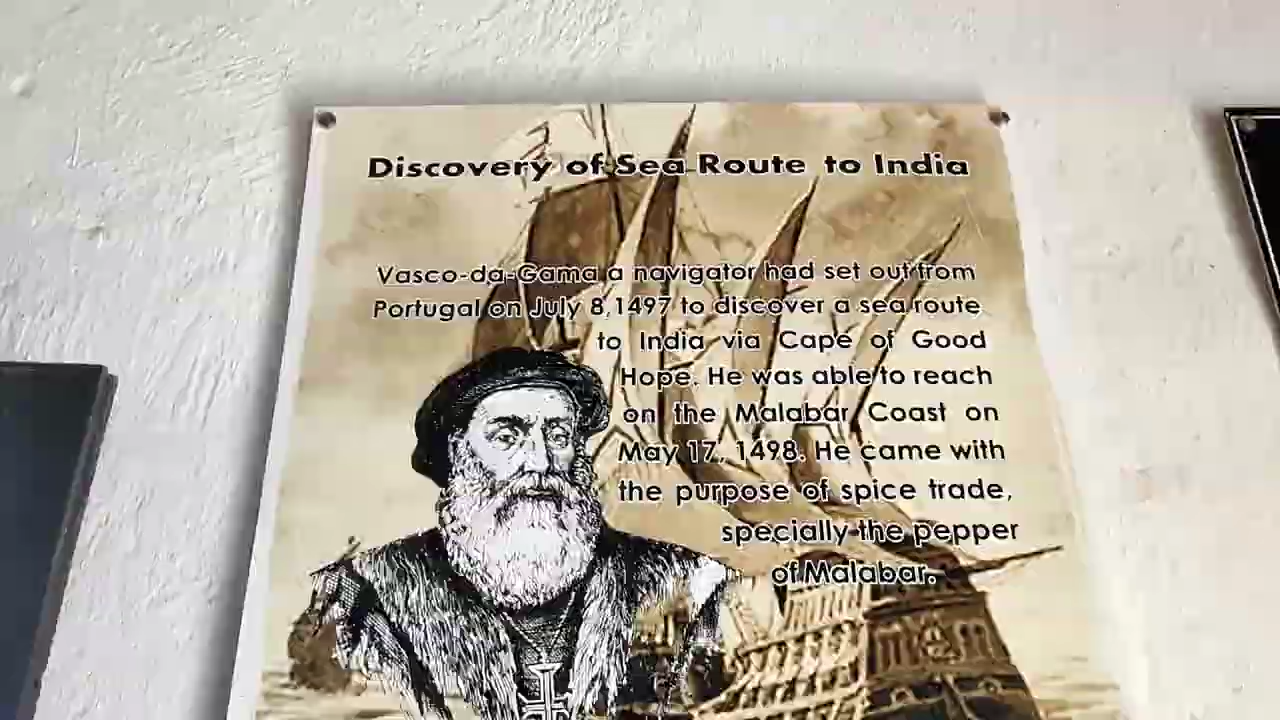 Discovery of Sea Route to India
Vasco-da-Gama a navigator had set out from
Portugal on July 8,1497 to discover a sea route
to India via Cape of Good
Hope. He was able to reach
on the Malabar Coast on
May 17, 1498. He came with
the purpose of spice trade,
specially the pepper
of Malabar.